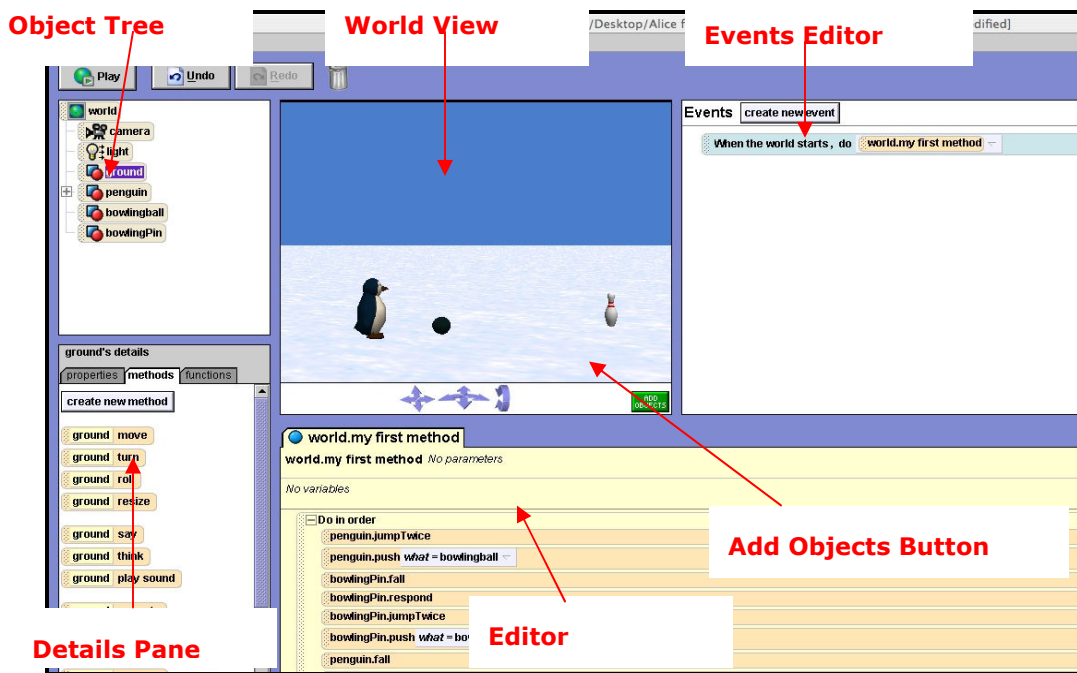 Object Tree
World View
/Desktop/Alice f
Events Editor
dified]
Play
Undo
Redo
world
camera
light
ground
penguin
bowlingball
bowlingPin
Events create new event
When the world starts, do world.my first method
ground's details
properties methods functions
create new method
ground move
ground turn
ground roll
ground resize
ground say
ground think
ground play sound
Details Pane
ADD
OBJECTS
world.my first method
world.my first method No parameters
No variables
Do in order
penguin.jumpTwice
penguin.push what = bowlingball
bowlingPin.fall
bowlingPin.respond
bowlingPin.jumpTwice
bowlingPin.push what = bo
penguin.fall
Add Objects Button
Editor